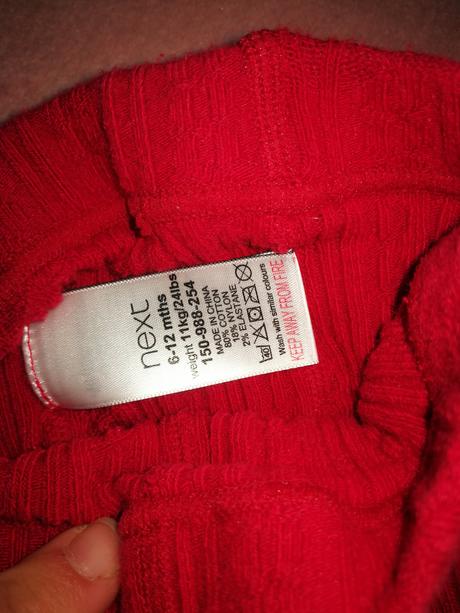 next
6-12 mths
weight 11kg/24lbs
150-988-254
MADE IN CHINA
80% COTTON
18% NYLON
2% ELASTANE
40
Wash with similar colours
KEEP AWAY FROM FIRE